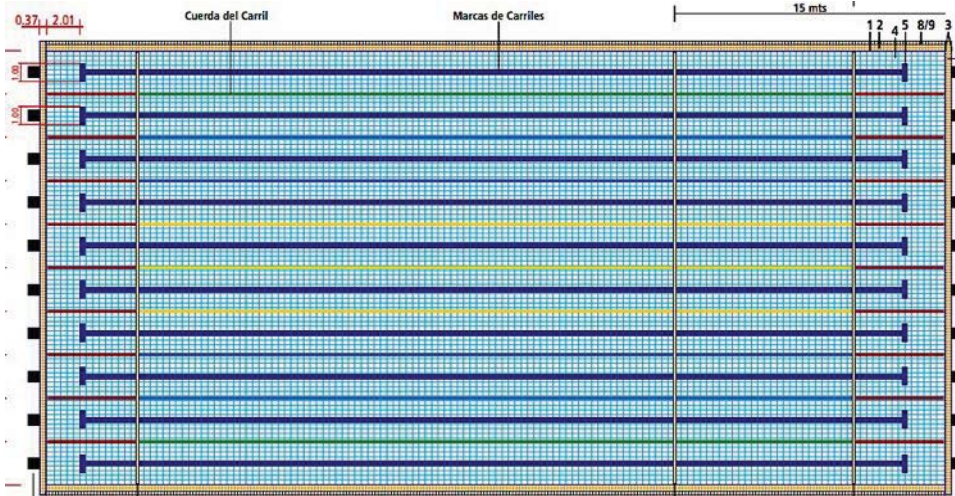 Cuerda del Carril
Marcas de Carriles
15 mts
0.37
2.01
1 2 4 5 8/9 3
1.00
1.00